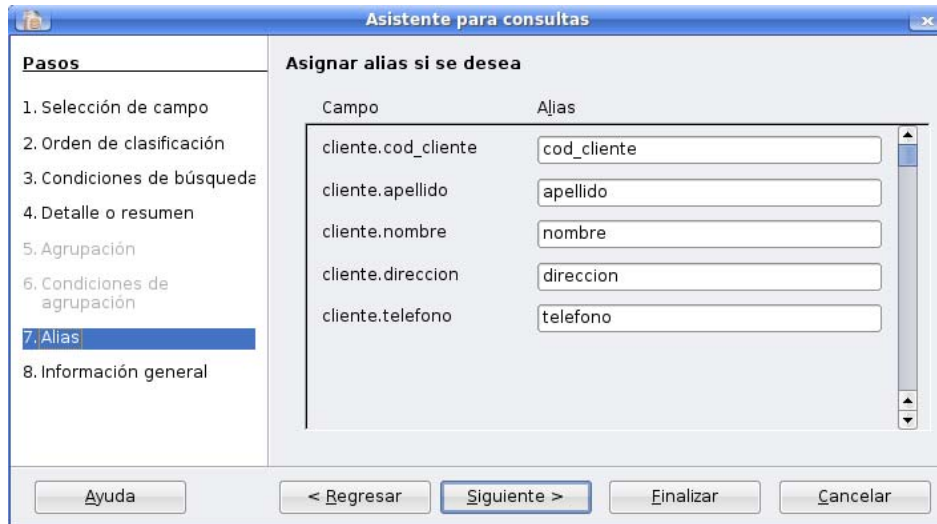 Asistente para consultas
Pasos
1. Selección de campo
2. Orden de clasificación
3. Condiciones de búsqueda
4. Detalle o resumen
5. Agrupación
6. Condiciones de
agrupación
7. Alias
8. Información general
Asignar alias si se desea
Campo Alias
cliente.cod_cliente cod_cliente
cliente.apellido apellido
cliente.nombre nombre
cliente.direccion direccion
cliente.telefono telefono
Ayuda < Regresar Siguiente > Finalizar Cancelar